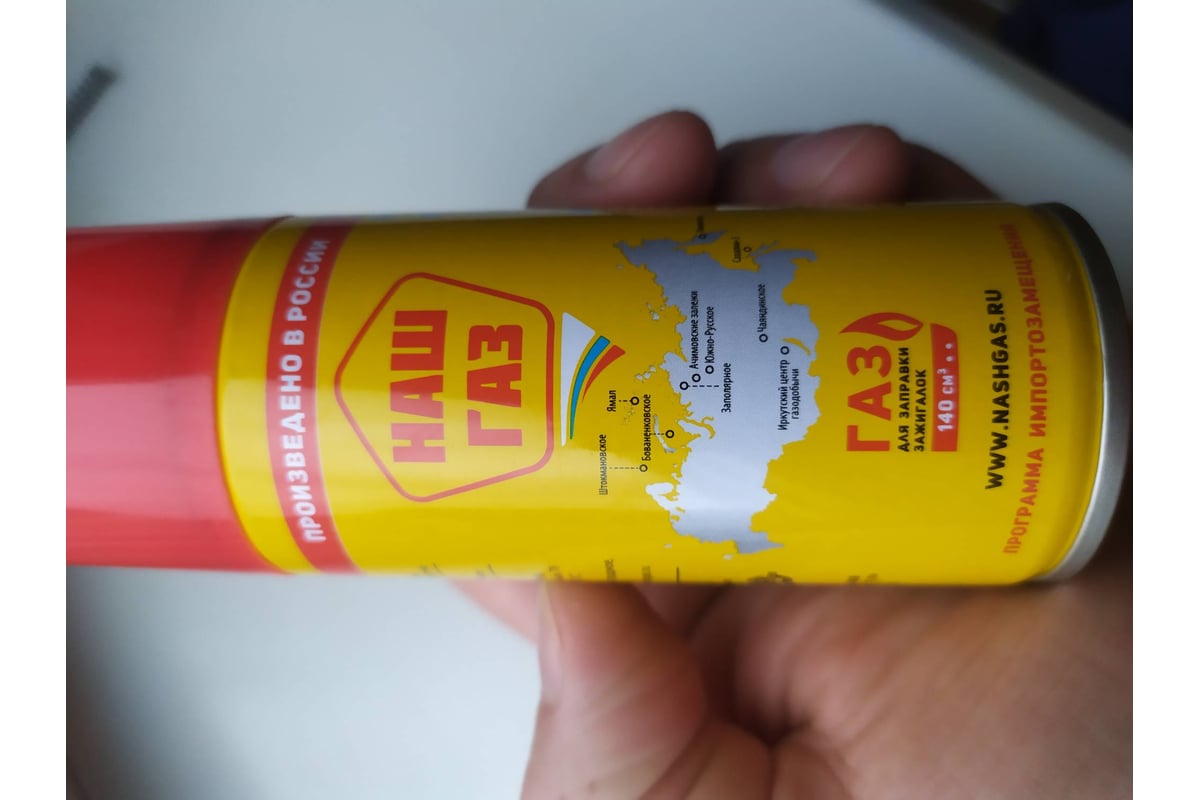 ПРОИЗВЕДЕНО В РОССИИ
НАШ
ГАЗ
Штокмановское
Бованенковское
Ямал
Заполярное
Ачимовские залежи
Южно-Русское
Чаяндинское
Иркутский центр
газодобычи
ГАЗ
ДЛЯ ЗАПРАВКИ
ЗАЖИГАЛОК
140 см³
WWW.NASHGAS.RU
ПРОГРАММА ИМПОРТОЗАМЕЩЕНИЯ